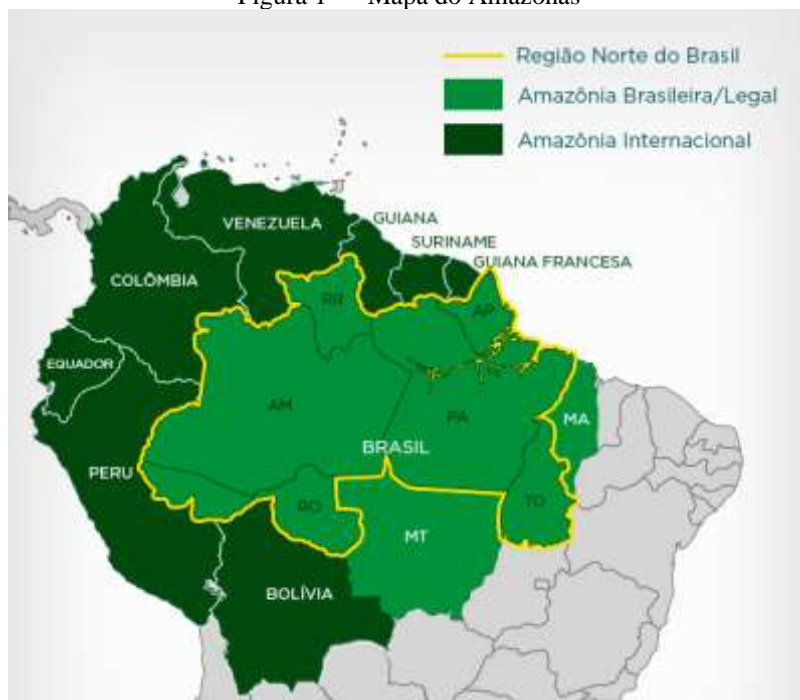 Figura 1 — Mapa do Amazonas
Região Norte do Brasil
Amazônia Brasileira/Legal
Amazônia Internacional
VENEZUELA
GUIANA
SURINAME
GUIANA FRANCESA
COLÔMBIA
RR
AP
EQUADOR
AM
PA
MA
BRASIL
PERU
RO
TO
MT
BOLÍVIA